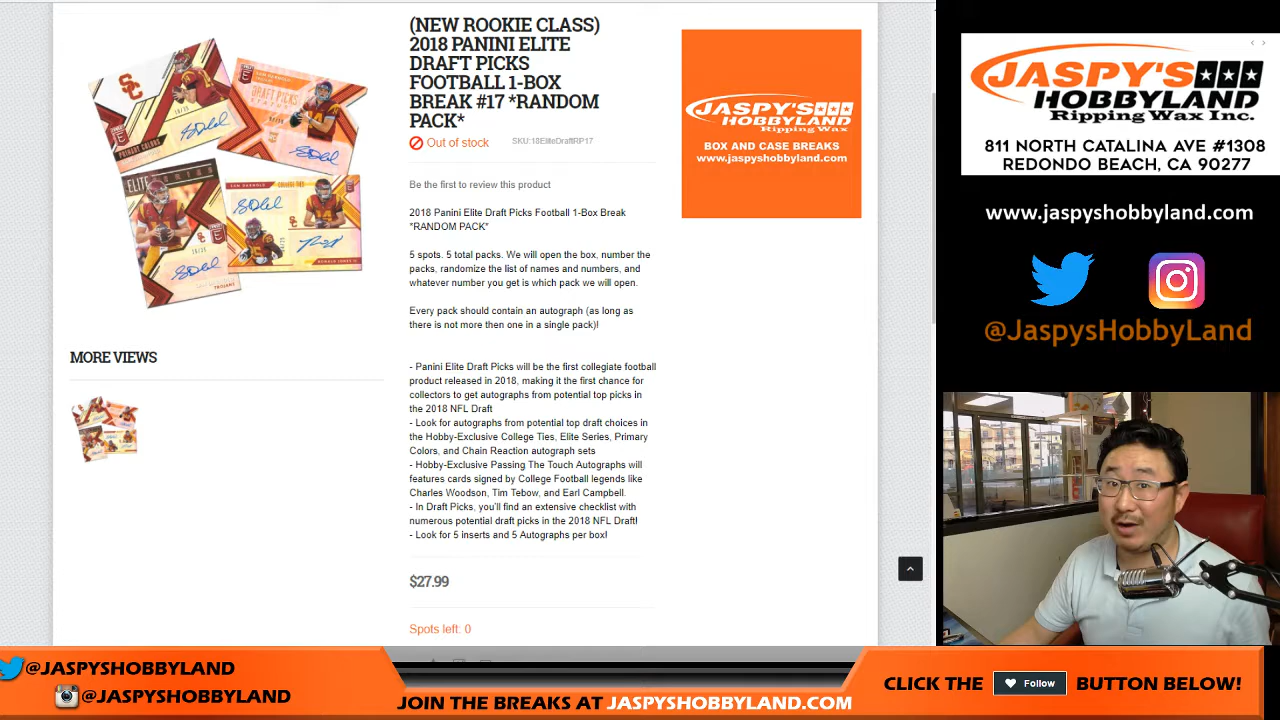 (NEW ROOKIE CLASS)
2018 PANINI ELITE
DRAFT PICKS
FOOTBALL 1-BOX
BREAK #17 *RANDOM
PACK*
Out of stock
SKU:18EliteDraftRP17
Be the first to review this product
2018 Panini Elite Draft Picks Football 1-Box Break
*RANDOM PACK*
5 spots. 5 total packs. We will open the box, number the
packs, randomize the list of names and numbers, and
whatever number you get is which pack we will open.
Every pack should contain an autograph (as long as
there is not more then one in a single pack)!
- Panini Elite Draft Picks will be the first collegiate football
product released in 2018, making it the first chance for
collectors to get autographs from potential top picks in
the 2018 NFL Draft
- Look for autographs from potential top draft choices in
the Hobby-Exclusive College Ties, Elite Series, Primary
Colors, and Chain Reaction autograph sets
- Hobby-Exclusive Passing The Touch Autographs will
features cards signed by College Football legends like
Charles Woodson, Tim Tebow, and Earl Campbell.
- In Draft Picks, you'll find an extensive checklist with
numerous potential draft picks in the 2018 NFL Draft!
- Look for 5 inserts and 5 Autographs per box!
$27.99
Spots left: 0
MORE VIEWS
JASPY'S
HOBBYLAND
Ripping Wax
BOX AND CASE BREAKS
www.jaspyshobbyland.com
JASPY'S
HOBBYLAND
Ripping Wax Inc.
811 NORTH CATALINA AVE #1308
REDONDO BEACH, CA 90277
www.jaspyshobbyland.com
@JaspysHobbyLand
@JASPYSHOBBYLAND
@JASPYSHOBBYLAND
JOIN THE BREAKS AT JASPYSHOBBYLAND.COM
CLICK THE Follow BUTTON BELOW!